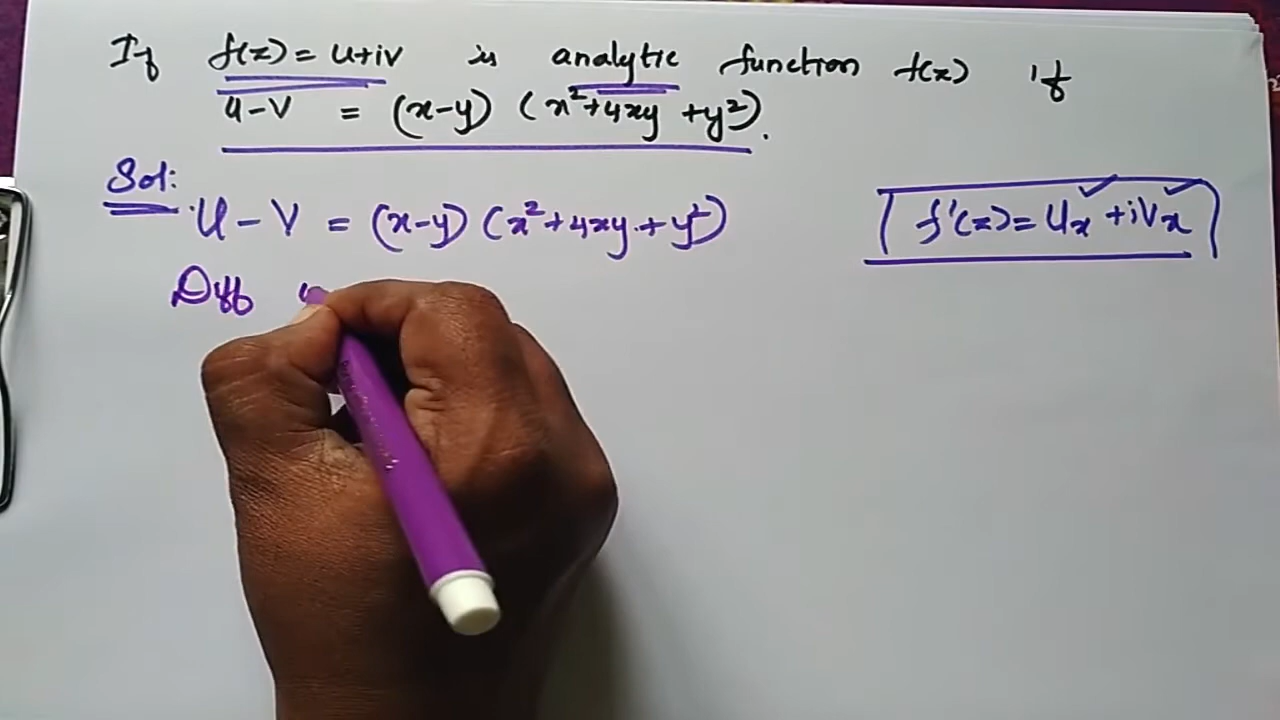 If f(z) = u+iv is analytic function f(z) if
u-v = (x-y) (x²+4xy+y²).
Sol:
u-v = (x-y) (x²+4xy+y²)
f'(z) = ux + ivx
Diff